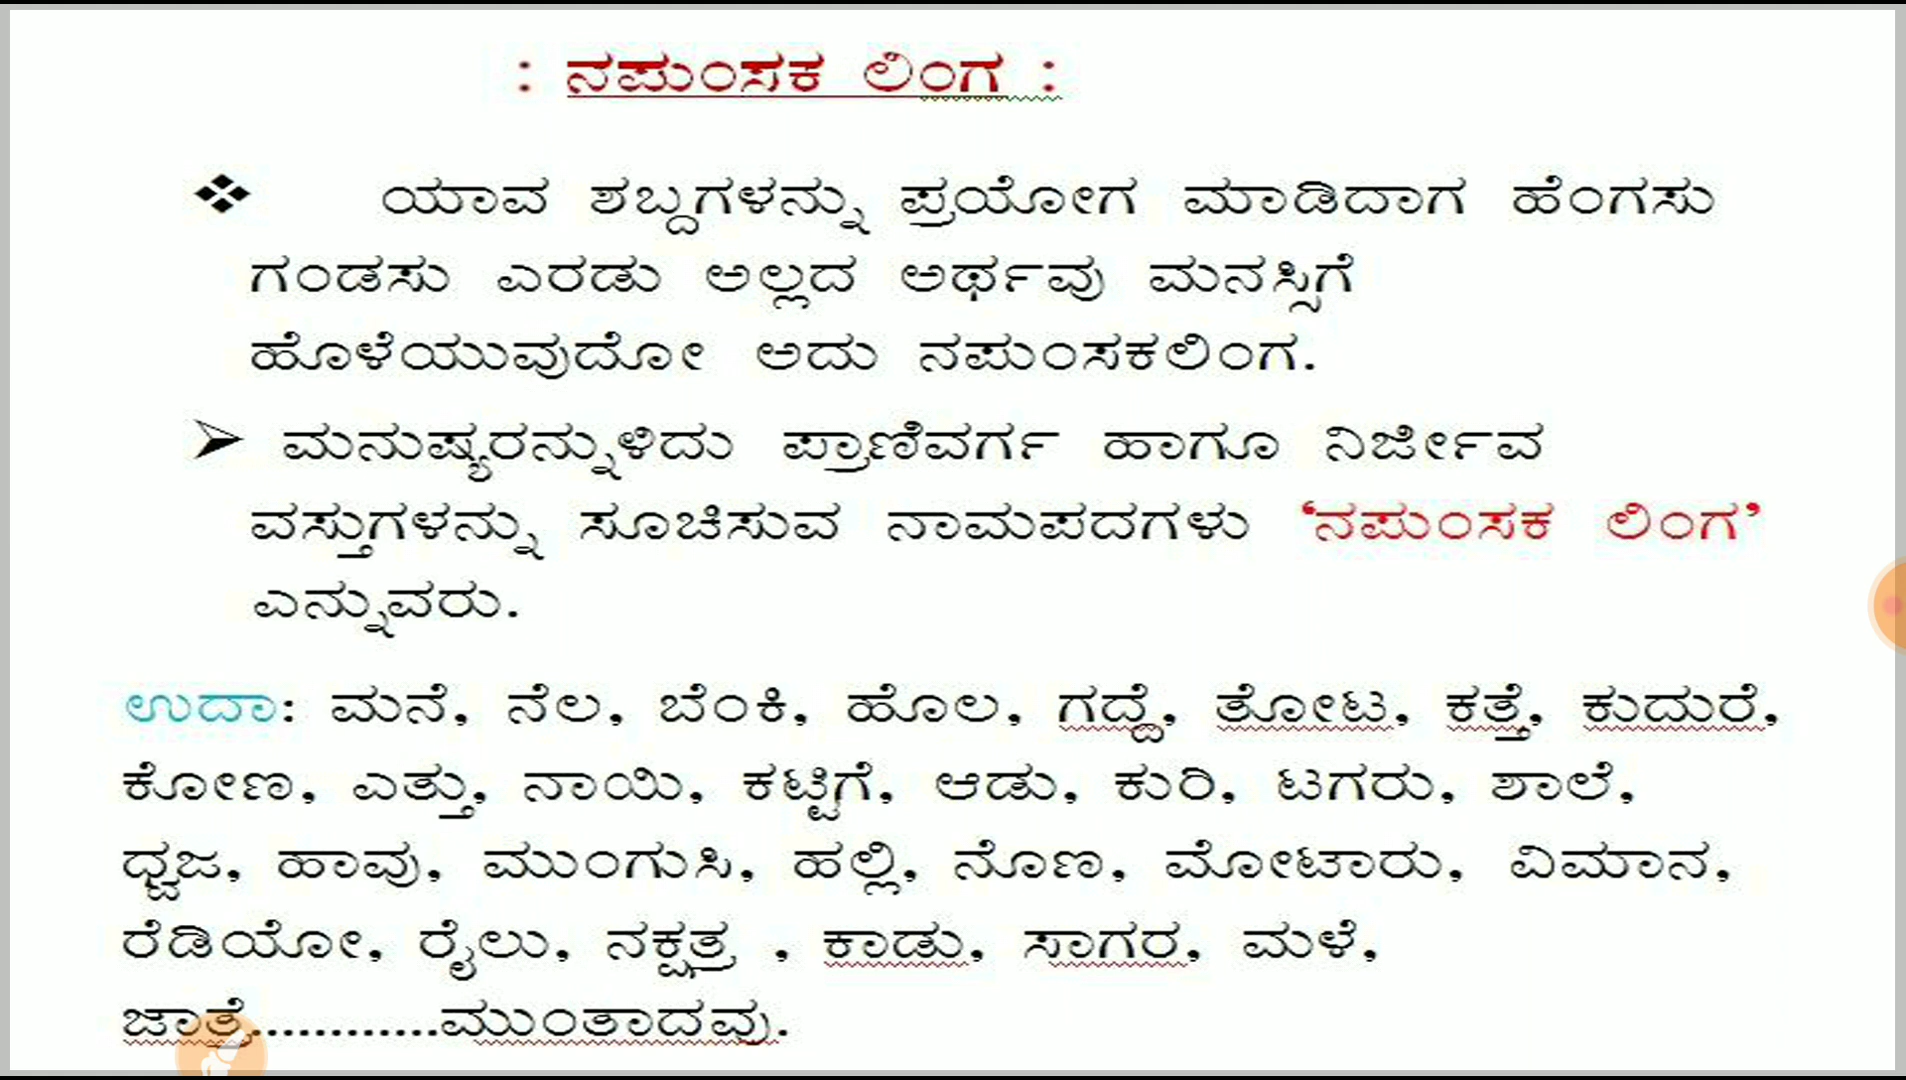 : ನಪುಂಸಕ ಲಿಂಗ :
ಯಾವ ಶಬ್ದಗಳನ್ನು ಪ್ರಯೋಗ ಮಾಡಿದಾಗ ಹೆಂಗಸು
ಗಂಡಸು ಎರಡು ಅಲ್ಲದ ಅರ್ಥವು ಮನಸ್ಸಿಗೆ
ಹೊಳೆಯುವುದೋ ಅದು ನಪುಂಸಕಲಿಂಗ.
ಮನುಷ್ಯರನ್ನುಳಿದು ಪ್ರಾಣಿವರ್ಗ ಹಾಗೂ ನಿರ್ಜೀವ
ವಸ್ತುಗಳನ್ನು ಸೂಚಿಸುವ ನಾಮಪದಗಳು ‘ನಪುಂಸಕ ಲಿಂಗ’
ಎನ್ನುವರು.
ಉದಾ: ಮನೆ, ನೆಲ, ಬೆಂಕಿ, ಹೊಲ, ಗದ್ದೆ, ತೋಟ, ಕತ್ತೆ, ಕುದುರೆ,
ಕೋಣ, ಎತ್ತು, ನಾಯಿ, ಕಟ್ಟಿಗೆ, ಆಡು, ಕುರಿ, ಟಗರು, ಶಾಲೆ,
ಧ್ವಜ, ಹಾವು, ಮುಂಗುಸಿ, ಹಲ್ಲಿ, ನೊಣ, ಮೋಟಾರು, ವಿಮಾನ,
ರೆಡಿಯೋ, ರೈಲು, ನಕ್ಷತ್ರ , ಕಾಡು, ಸಾಗರ, ಮಳೆ,
ಜಾತ್ರೆ............ಮುಂತಾದವು.